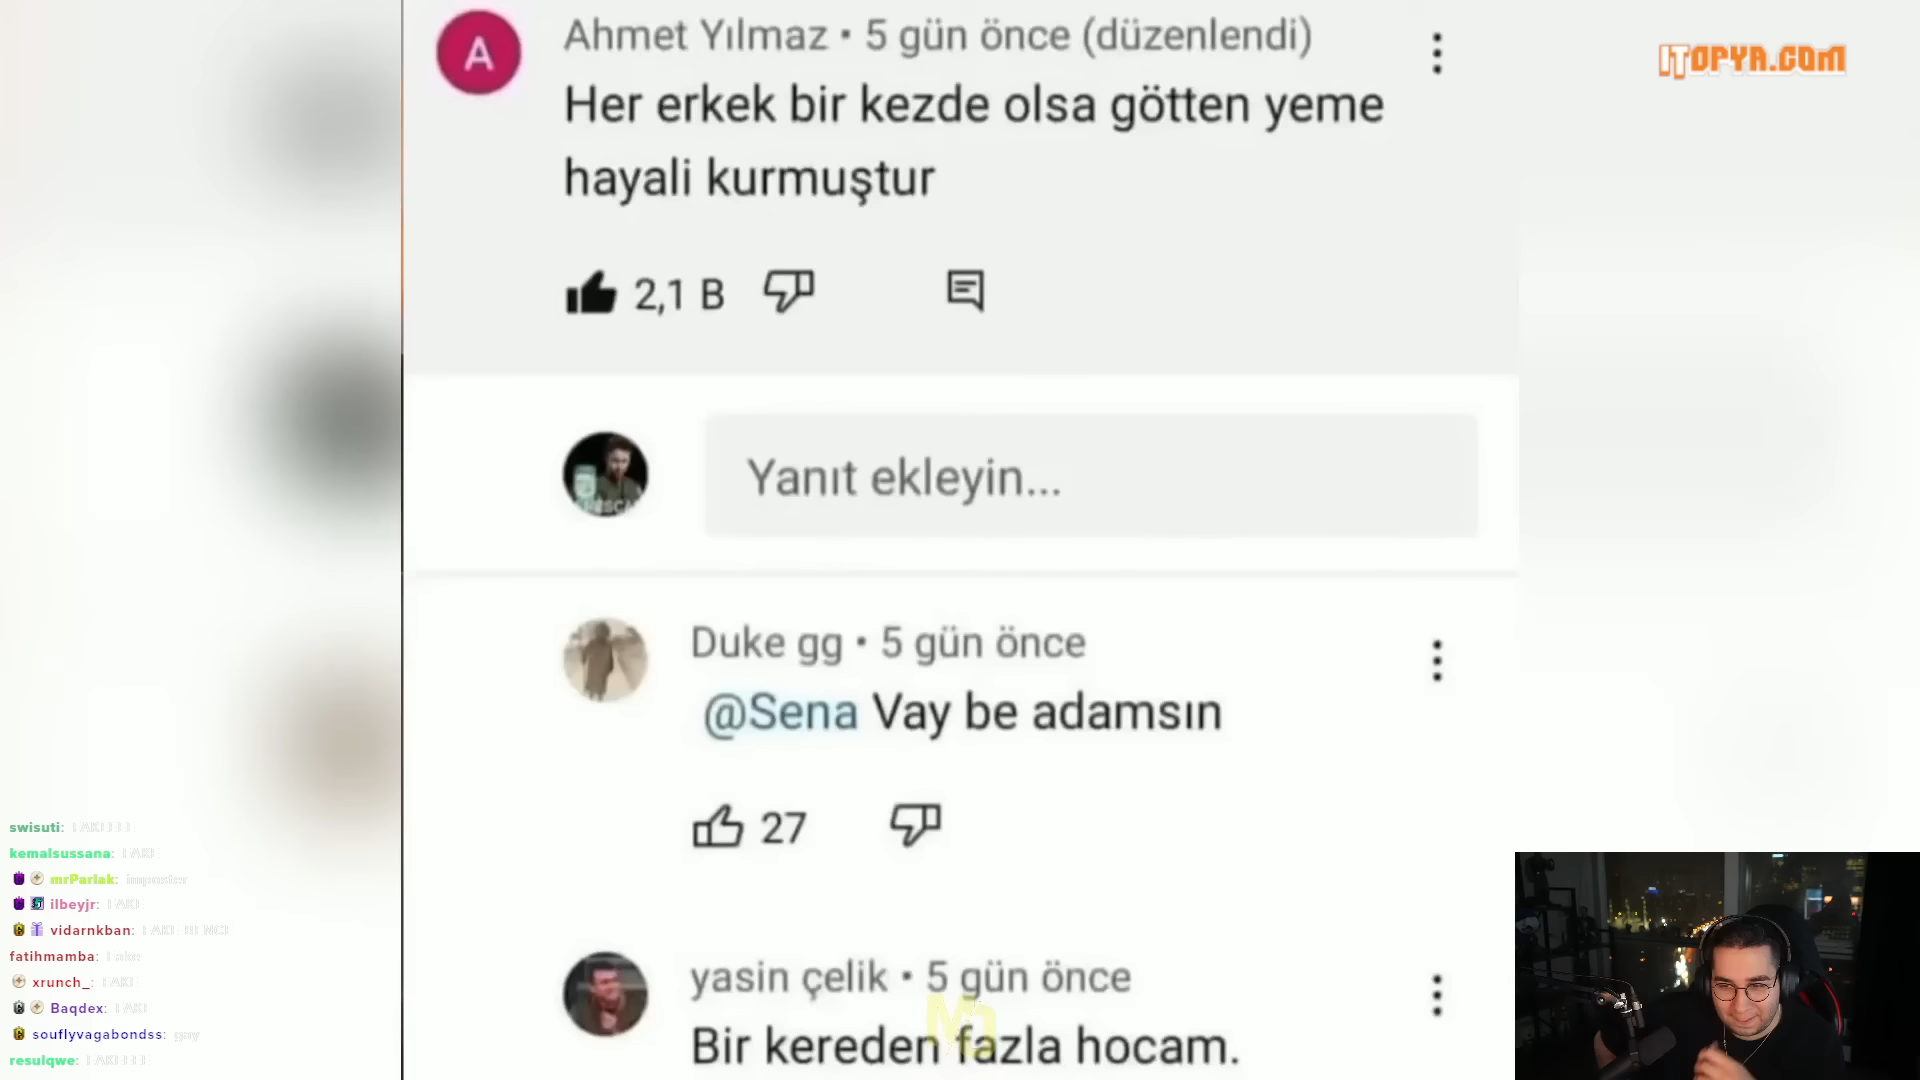 Ahmet Yılmaz • 5 gün önce (düzenlendi)
Her erkek bir kezde olsa götten yeme
hayali kurmuştur
2,1 B
Yanıt ekleyin...
Duke gg • 5 gün önce
@Sena Vay be adamsın
27
yasin çelik • 5 gün önce
Bir kereden fazla hocam.
ITOPYA.COM
swisuti:
kemalsussana:
mrParlak: imposter
ilbeyjr:
vidarnkban:
fatihmamba:
xrunch_:
Baqdex:
souflyvagabondss: gay
resulqwe: